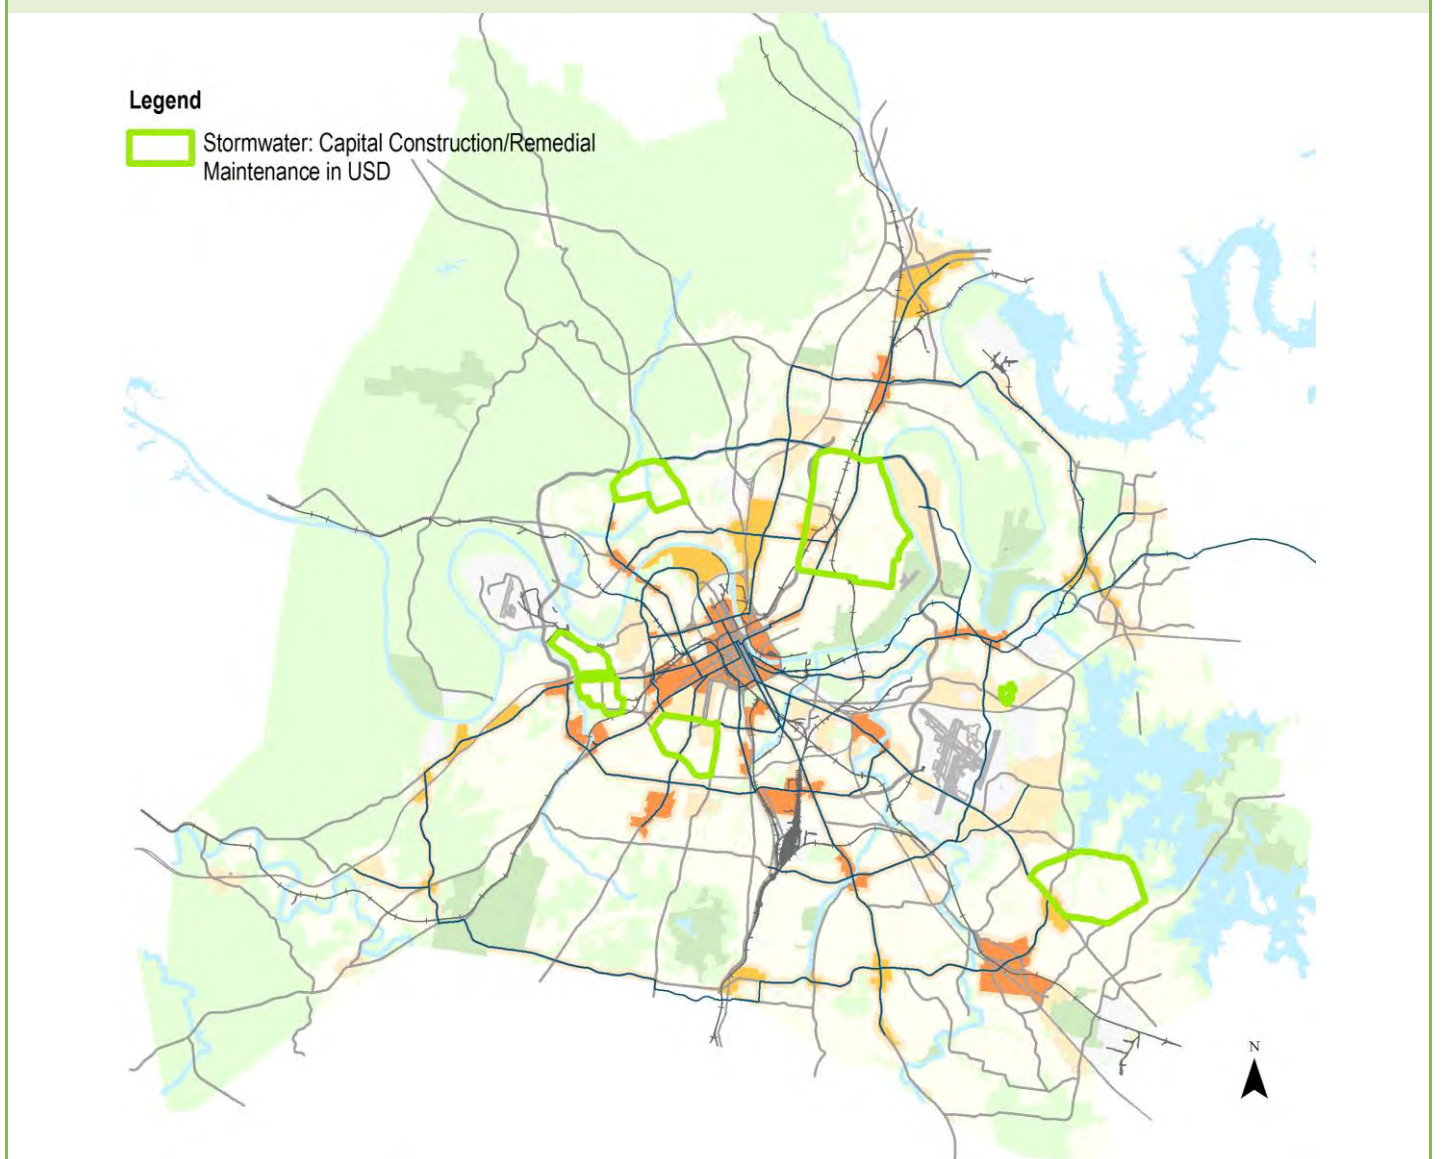 Legend
Stormwater: Capital Construction/Remedial
Maintenance in USD
N